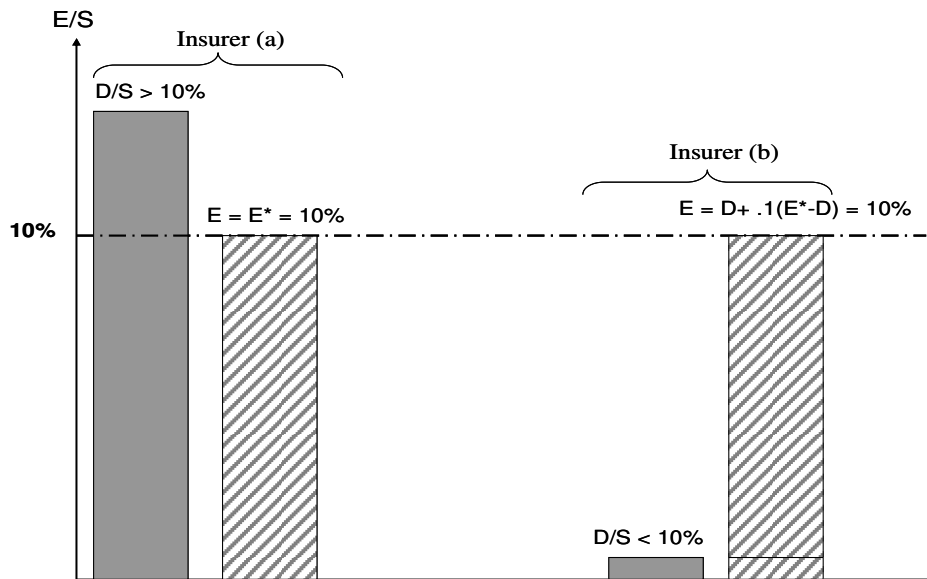 E/S
Insurer (a)
D/S > 10%
Insurer (b)
E = E* = 10%
E = D+ .1(E*-D) = 10%
10%
D/S < 10%